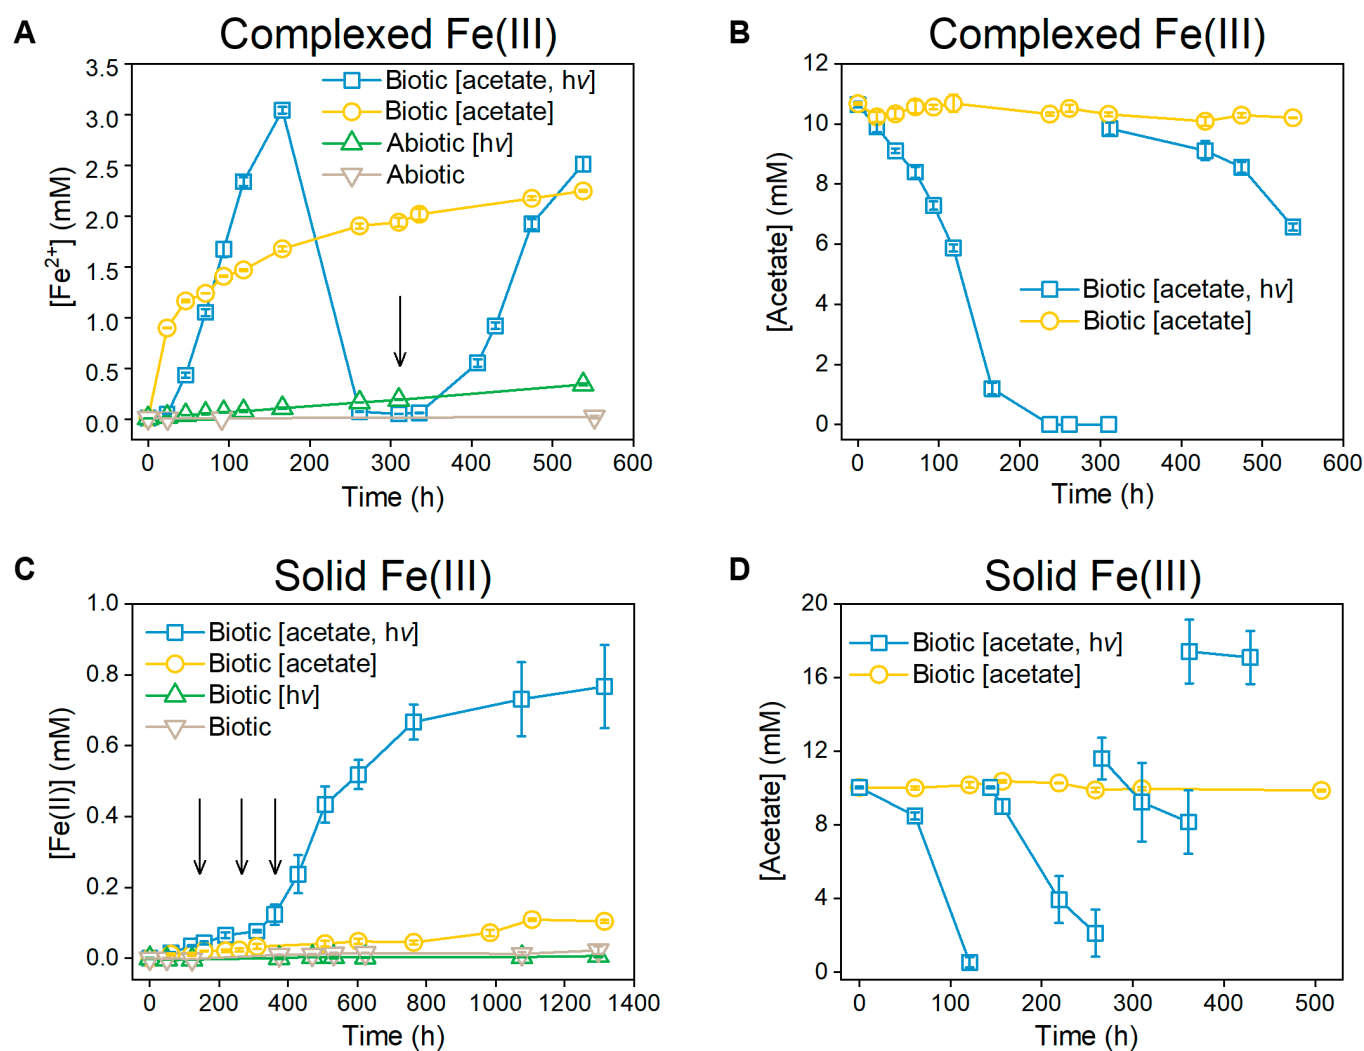 A
Complexed Fe(III)
3.5
3.0
2.5
2.0
1.5
1.0
0.5
0.0
[Fe2+] (mM)
Biotic [acetate, hv]
Biotic [acetate]
Abiotic [hv]
Abiotic
0 100 200 300 400 500 600
Time (h)
B
Complexed Fe(III)
12
10
8
6
4
2
0
[Acetate] (mM)
Biotic [acetate, hv]
Biotic [acetate]
0 100 200 300 400 500 600
Time (h)
C
Solid Fe(III)
1.0
0.8
0.6
0.4
0.2
0.0
[Fe(II)] (mM)
Biotic [acetate, hv]
Biotic [acetate]
Biotic [hv]
Biotic
0 200 400 600 800 1000 1200 1400
Time (h)
D
Solid Fe(III)
20
16
12
8
4
0
[Acetate] (mM)
Biotic [acetate, hv]
Biotic [acetate]
0 100 200 300 400 500
Time (h)